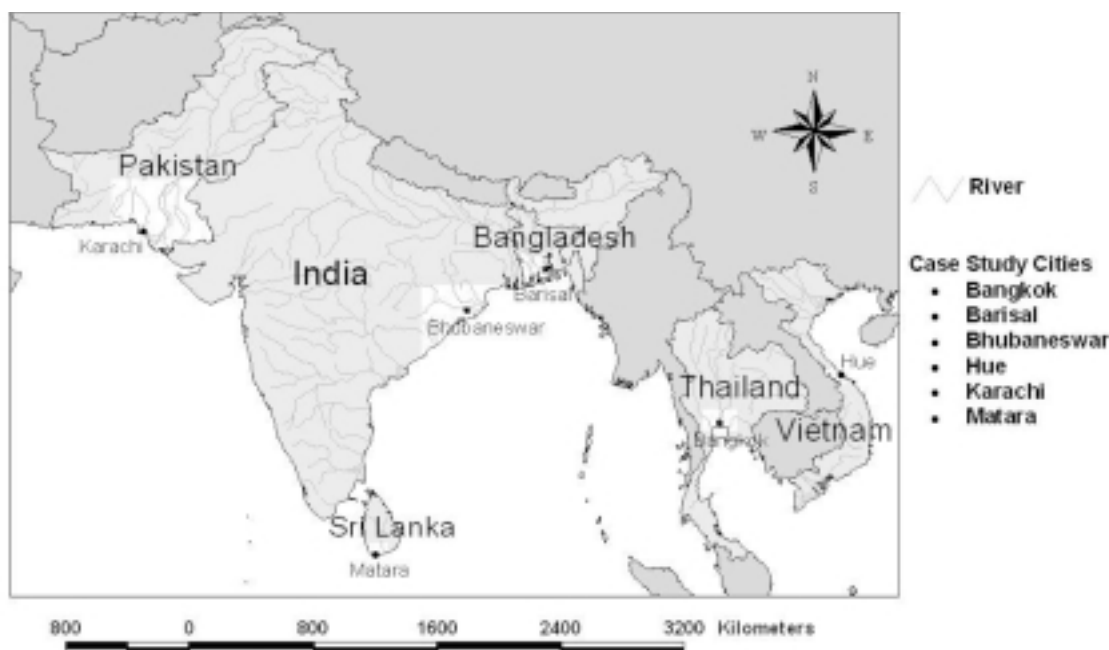 N
W
E
S
Pakistan
Karachi
India
Bangladesh
Barisal
Bhubaneswar
Thailand
Bangkok
Vietnam
Hue
Sri Lanka
Matara
River
Case Study Cities
Bangkok
Barisal
Bhubaneswar
Hue
Karachi
Matara
800 0 800 1600 2400 3200 Kilometers